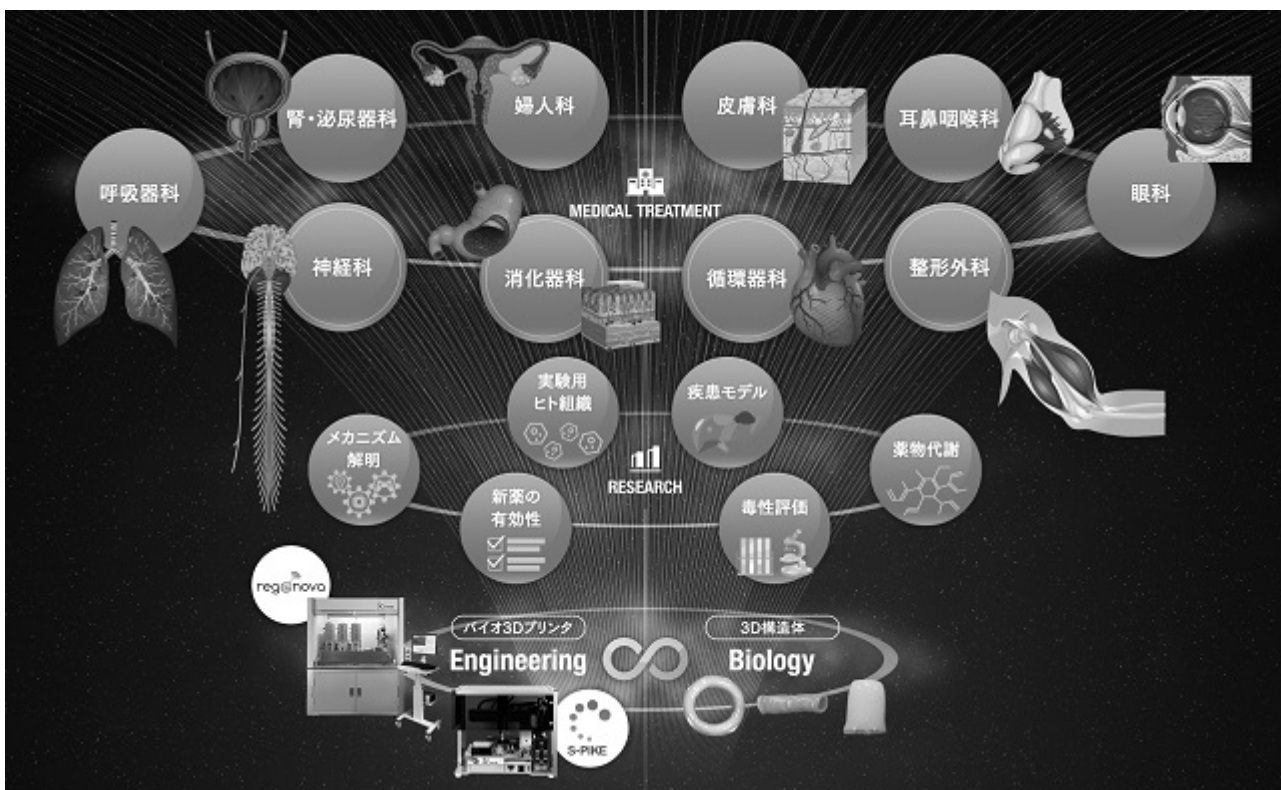 腎・泌尿器科
婦人科
皮膚科
耳鼻咽喉科
呼吸器科
眼科
MEDICAL TREATMENT
神経科
消化器科
循環器科
整形外科
実験用
ヒト組織
疾患モデル
メカニズム
解明
薬物代謝
RESEARCH
新薬の
有効性
毒性評価
regenova
バイオ3Dプリンタ
3D構造体
Engineering
Biology
S-PIKE